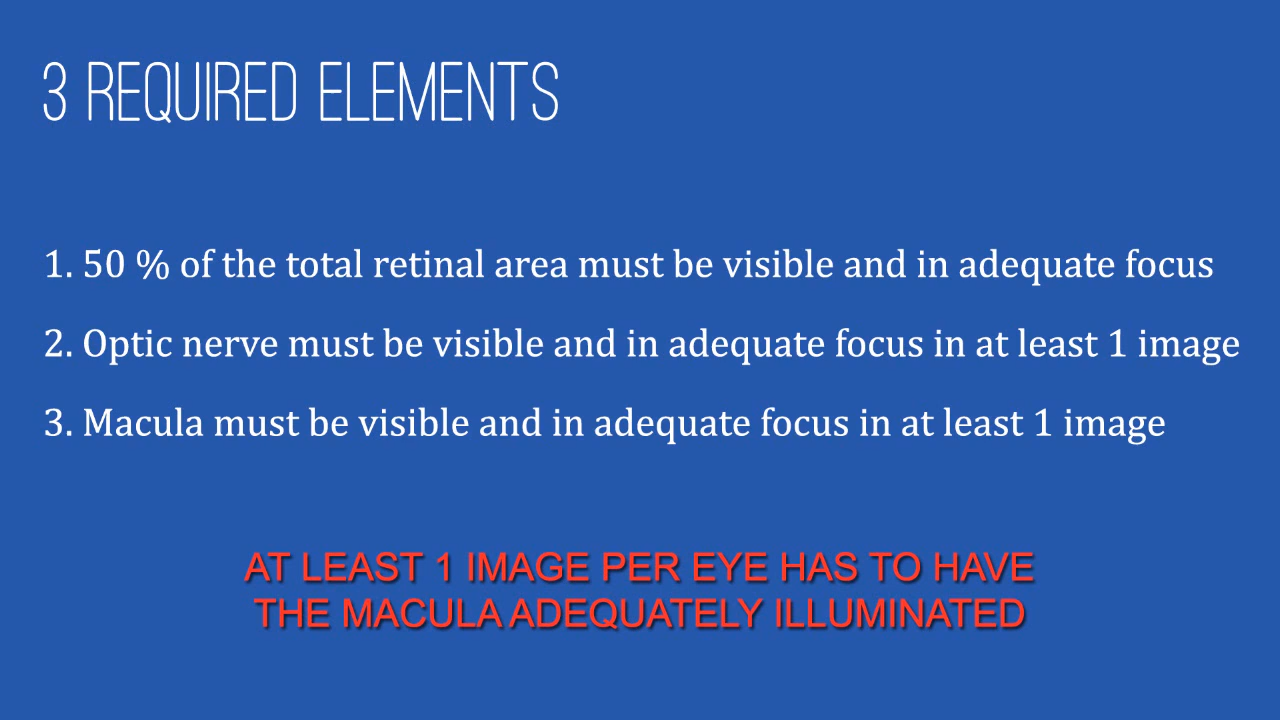 3 REQUIRED ELEMENTS
1. 50 % of the total retinal area must be visible and in adequate focus
2. Optic nerve must be visible and in adequate focus in at least 1 image
3. Macula must be visible and in adequate focus in at least 1 image
AT LEAST 1 IMAGE PER EYE HAS TO HAVE
THE MACULA ADEQUATELY ILLUMINATED